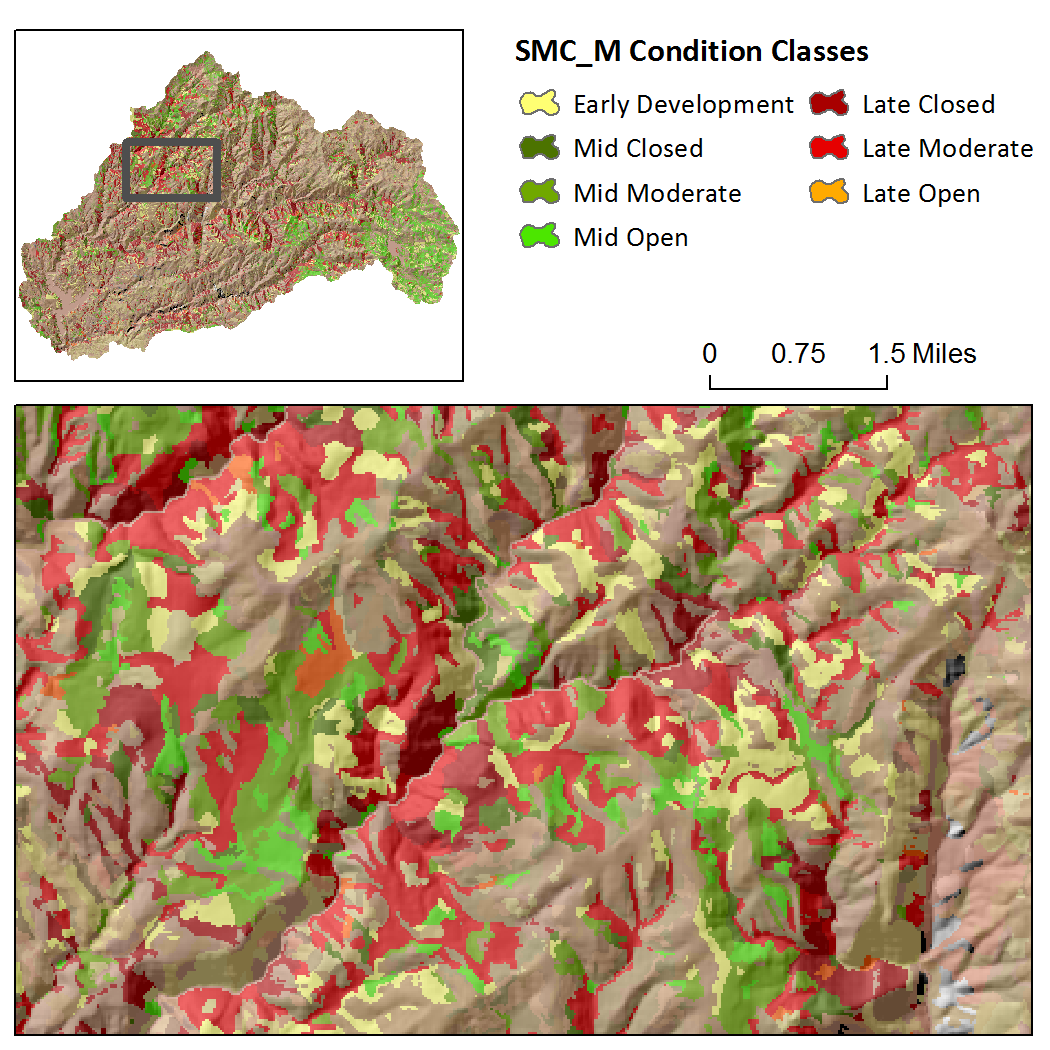 SMC_M Condition Classes
Early Development
Mid Closed
Mid Moderate
Mid Open
Late Closed
Late Moderate
Late Open
0 0.75 1.5 Miles